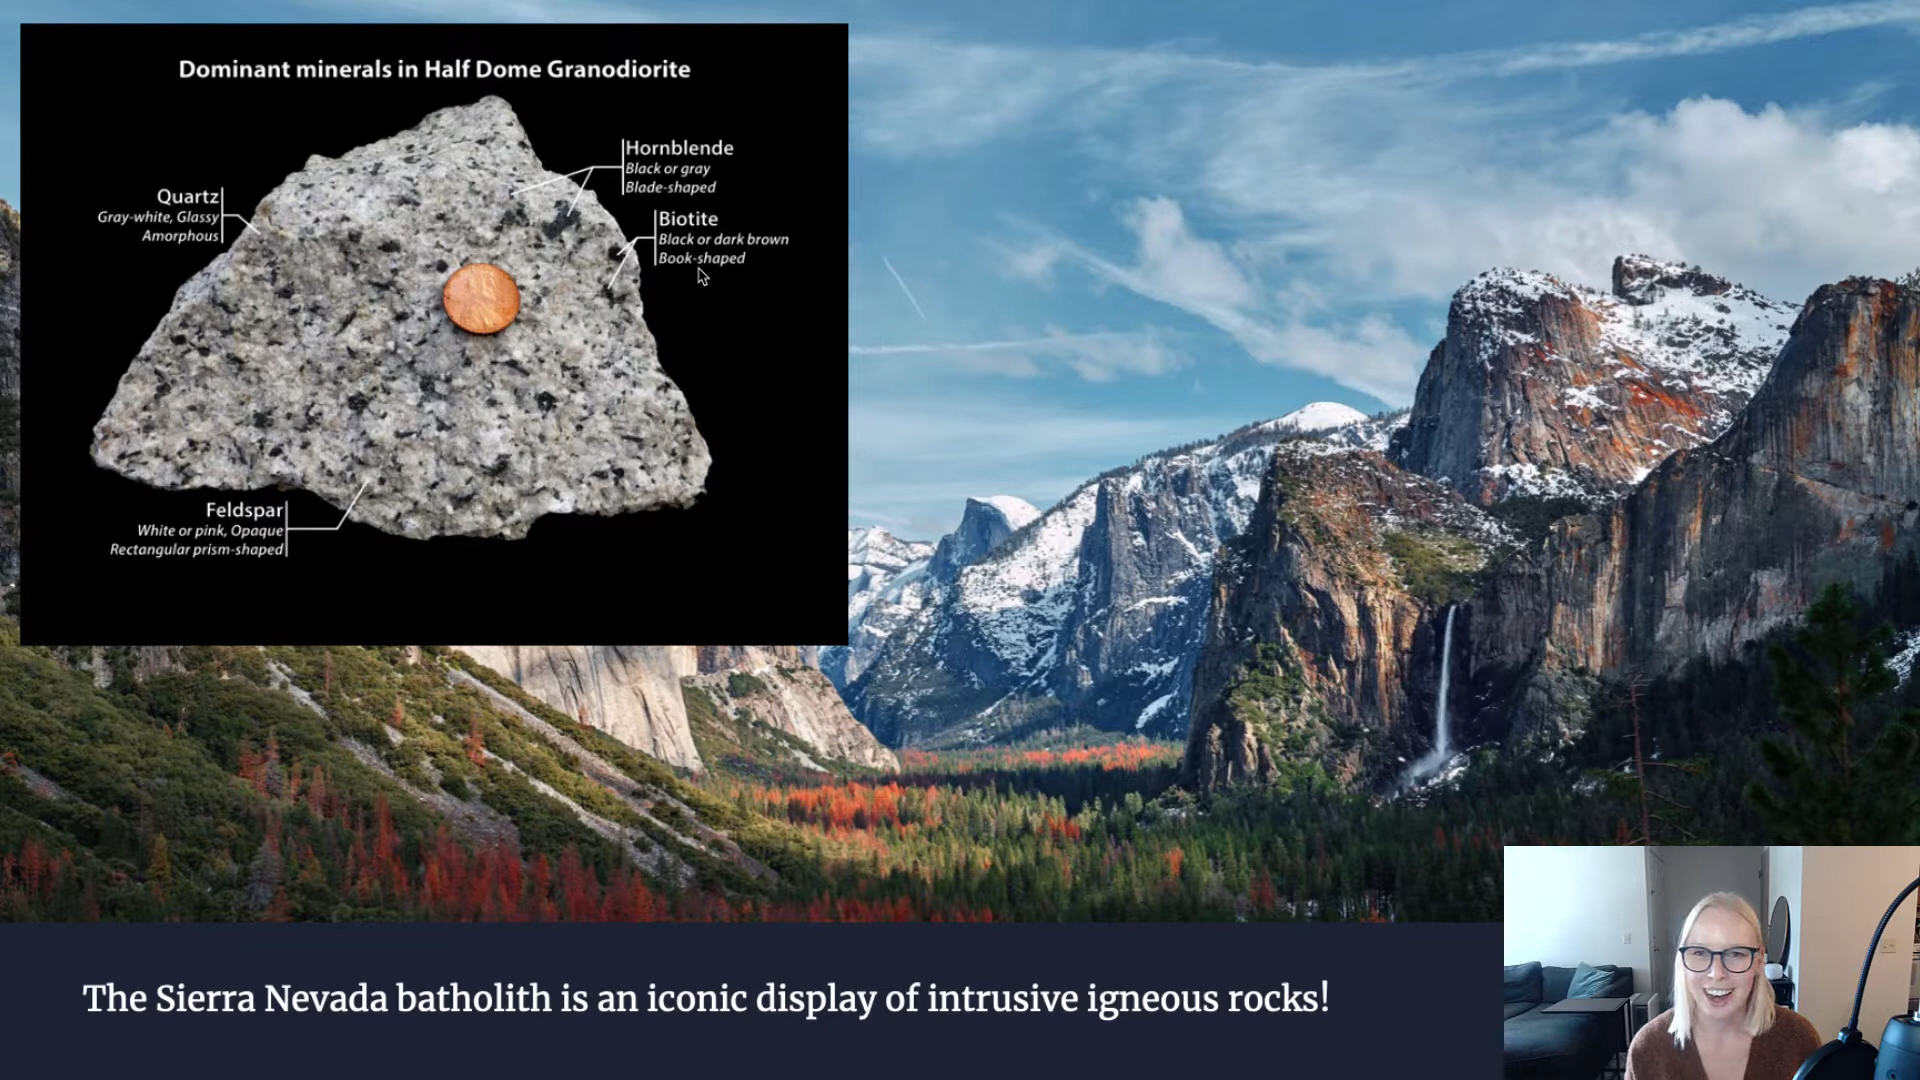 Dominant minerals in Half Dome Granodiorite
Hornblende
Black or gray
Blade-shaped
Quartz
Gray-white, Glassy
Amorphous
Biotite
Black or dark brown
Book-shaped
Feldspar
White or pink, Opaque
Rectangular prism-shaped
The Sierra Nevada batholith is an iconic display of intrusive igneous rocks!